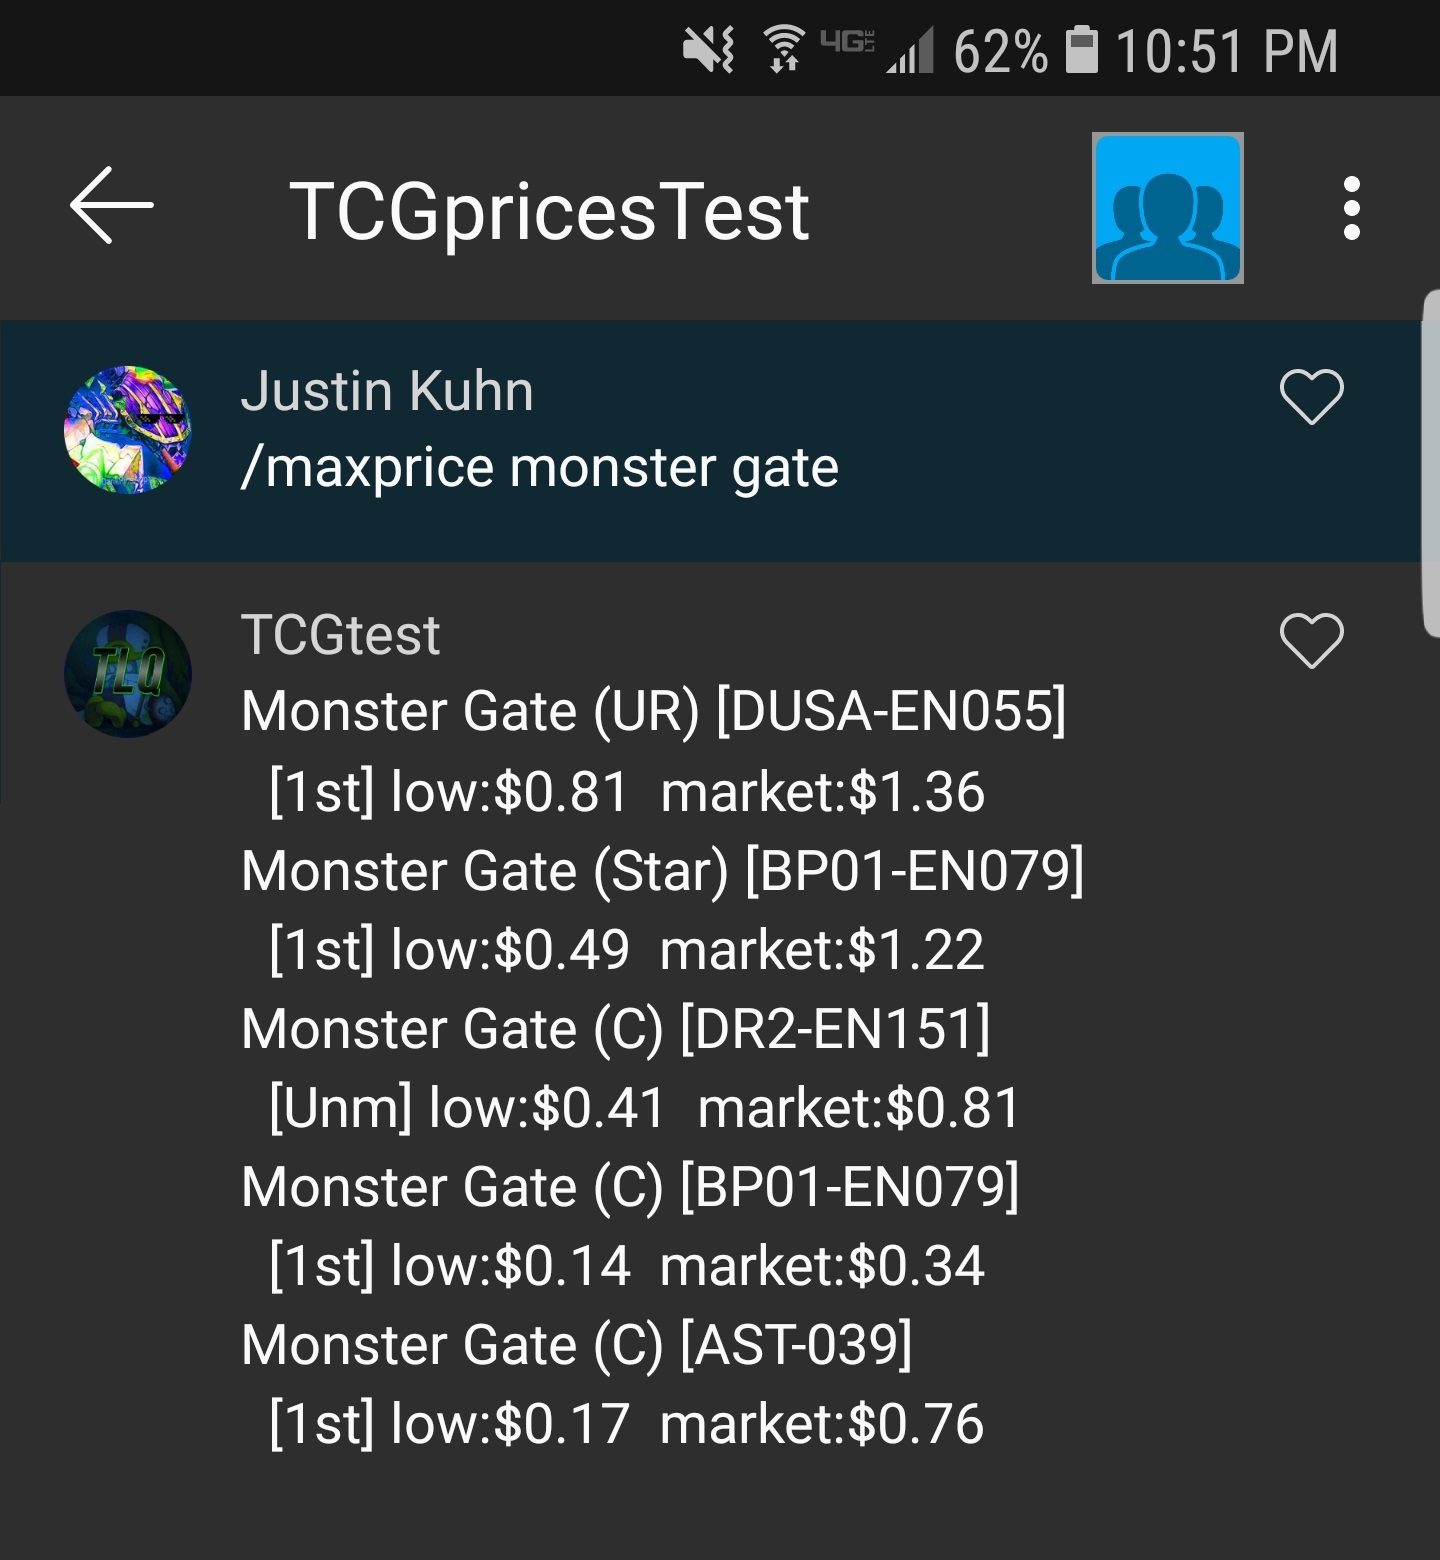 4G LTE 62% 10:51 PM
TCGpricesTest
Justin Kuhn
/maxprice monster gate
TLQ
TCGtest
Monster Gate (UR) [DUSA-EN055]
[1st] low:$0.81 market:$1.36
Monster Gate (Star) [BP01-EN079]
[1st] low:$0.49 market:$1.22
Monster Gate (C) [DR2-EN151]
[Unm] low:$0.41 market:$0.81
Monster Gate (C) [BP01-EN079]
[1st] low:$0.14 market:$0.34
Monster Gate (C) [AST-039]
[1st] low:$0.17 market:$0.76